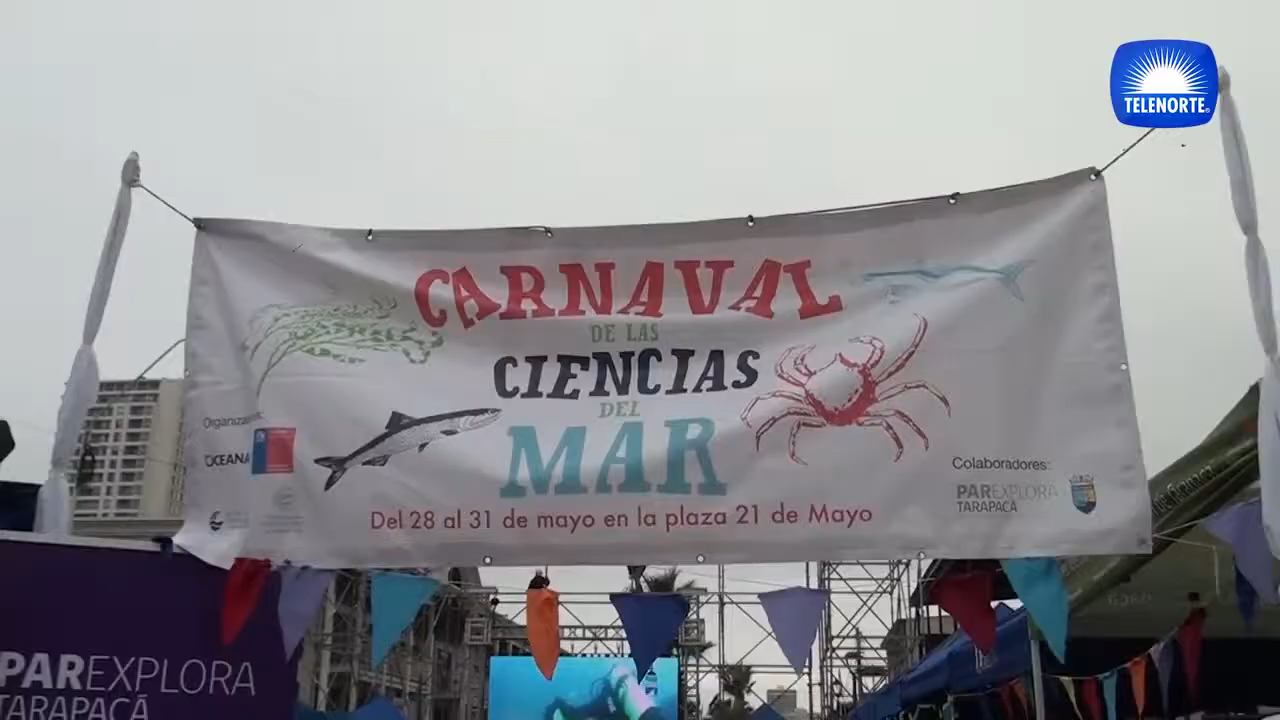 TELENORTE
CARNAVAL
DE LAS
CIENCIAS
DEL
MAR
Del 28 al 31 de mayo en la plaza 21 de Mayo
OCEANA
Colaboradores:
PAREXPLORA
TARAPACÁ
PAREXPLORA
TARAPACÁ